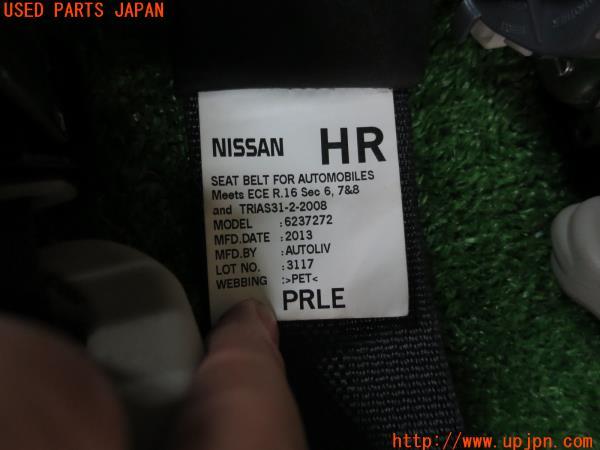 USED PARTS JAPAN
NISSAN HR
SEAT BELT FOR AUTOMOBILES
Meets ECE R.16 Sec 6, 7&8
and TRIAS31-2-2008
MODEL :6237272
MFD.DATE :2013
MFD.BY :AUTOLIV
LOT NO. :3117
WEBBING :>PET<
PRLE
http://www.upjpn.com/